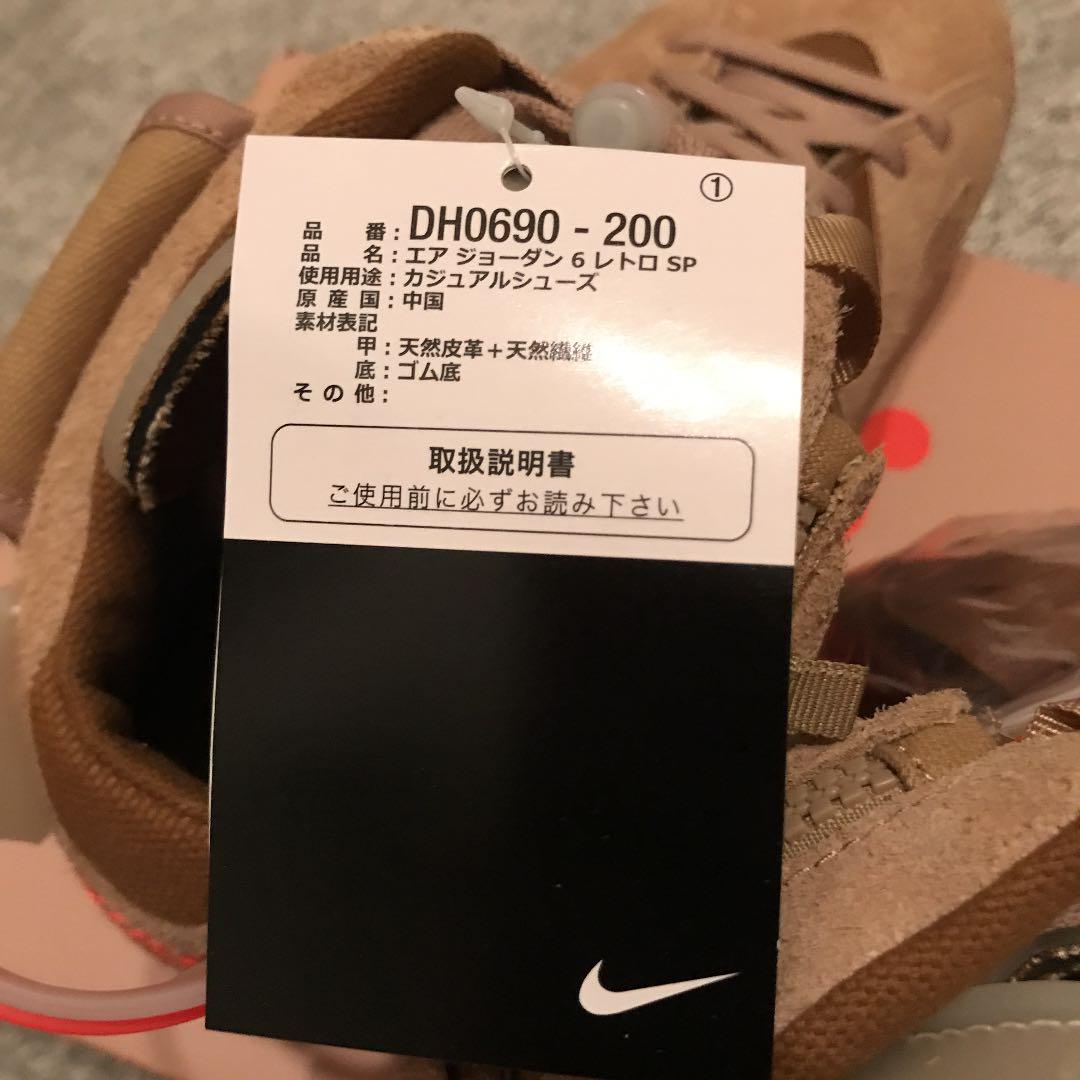 ①
品 番 : DH0690 - 200
品 名 : エア ジョーダン 6 レトロ SP
使用用途 : カジュアルシューズ
原 産 国 : 中国
素材表記
甲 : 天然皮革＋天然繊維
底 : ゴム底
そ の 他 :
取扱説明書
ご使用前に必ずお読み下さい